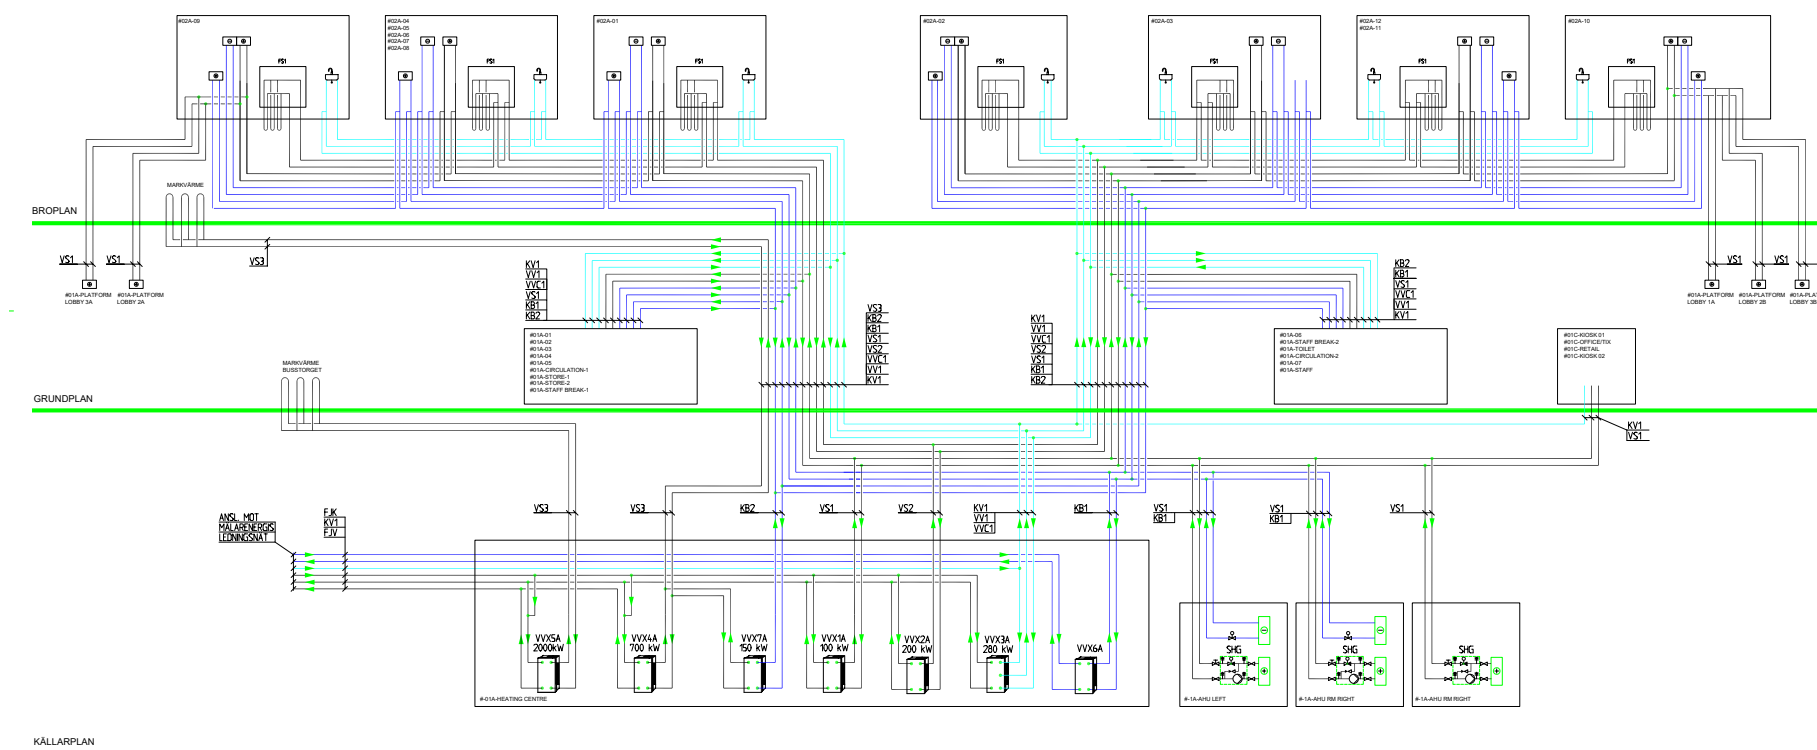 #02A-09
#02A-04
#02A-05
#02A-06
#02A-07
#02A-08
#02A-01
#02A-02
#02A-03
#02A-12
#02A-11
#02A-10
FS1
FS1
FS1
FS1
FS1
FS1
FS1
MARKVÄRME
BROPLAN
VS1
VS1
VS3
#01A-PLATFORM
LOBBY 3A
#01A-PLATFORM
LOBBY 2A
KV1
VV1
VVC1
VS1
KB1
KB2
KB2
KB1
VS1
VVC1
VV1
KV1
VS1
VS1
#01A-PLATFORM
LOBBY 1A
#01A-PLATFORM
LOBBY 2B
#01A-PLA
LOBBY 3B
VS3
KB2
KB1
VS1
VS2
VVC1
VV1
KV1
KV1
VV1
VVC1
VS2
VS1
KB1
KB2
#01A-01
#01A-02
#01A-03
#01A-04
#01A-05
#01A-CIRCULATION-1
#01A-STORE-1
#01A-STORE-2
#01A-STAFF BREAK-1
#01A-06
#01A-STAFF BREAK-2
#01A-TOILET
#01A-CIRCULATION-2
#01A-07
#01A-STAFF
#01C-KIOSK 01
#01C-OFFICE/TIX
#01C-RETAIL
#01C-KIOSK 02
MARKVÄRME
BUSSTORGET
GRUNDPLAN
KV1
VS1
ANSL. MOT
MÄLARENERGIS
LEDNINGSNÄT
FJK
KV1
FJV
VS3
VS3
KB2
VS1
VS2
KV1
VV1
VVC1
KB1
VS1
KB1
VS1
KB1
VS1
VVX5A
2000kW
VVX4A
700 kW
VVX7A
150 kW
VVX1A
100 kW
VVX2A
200 kW
VVX3A
280 kW
VVX6A
SHG
SHG
SHG
#-01A-HEATING CENTRE
#-1A-AHU LEFT
#-1A-AHU RM RIGHT
#-1A-AHU RM RIGHT
KÄLLARPLAN